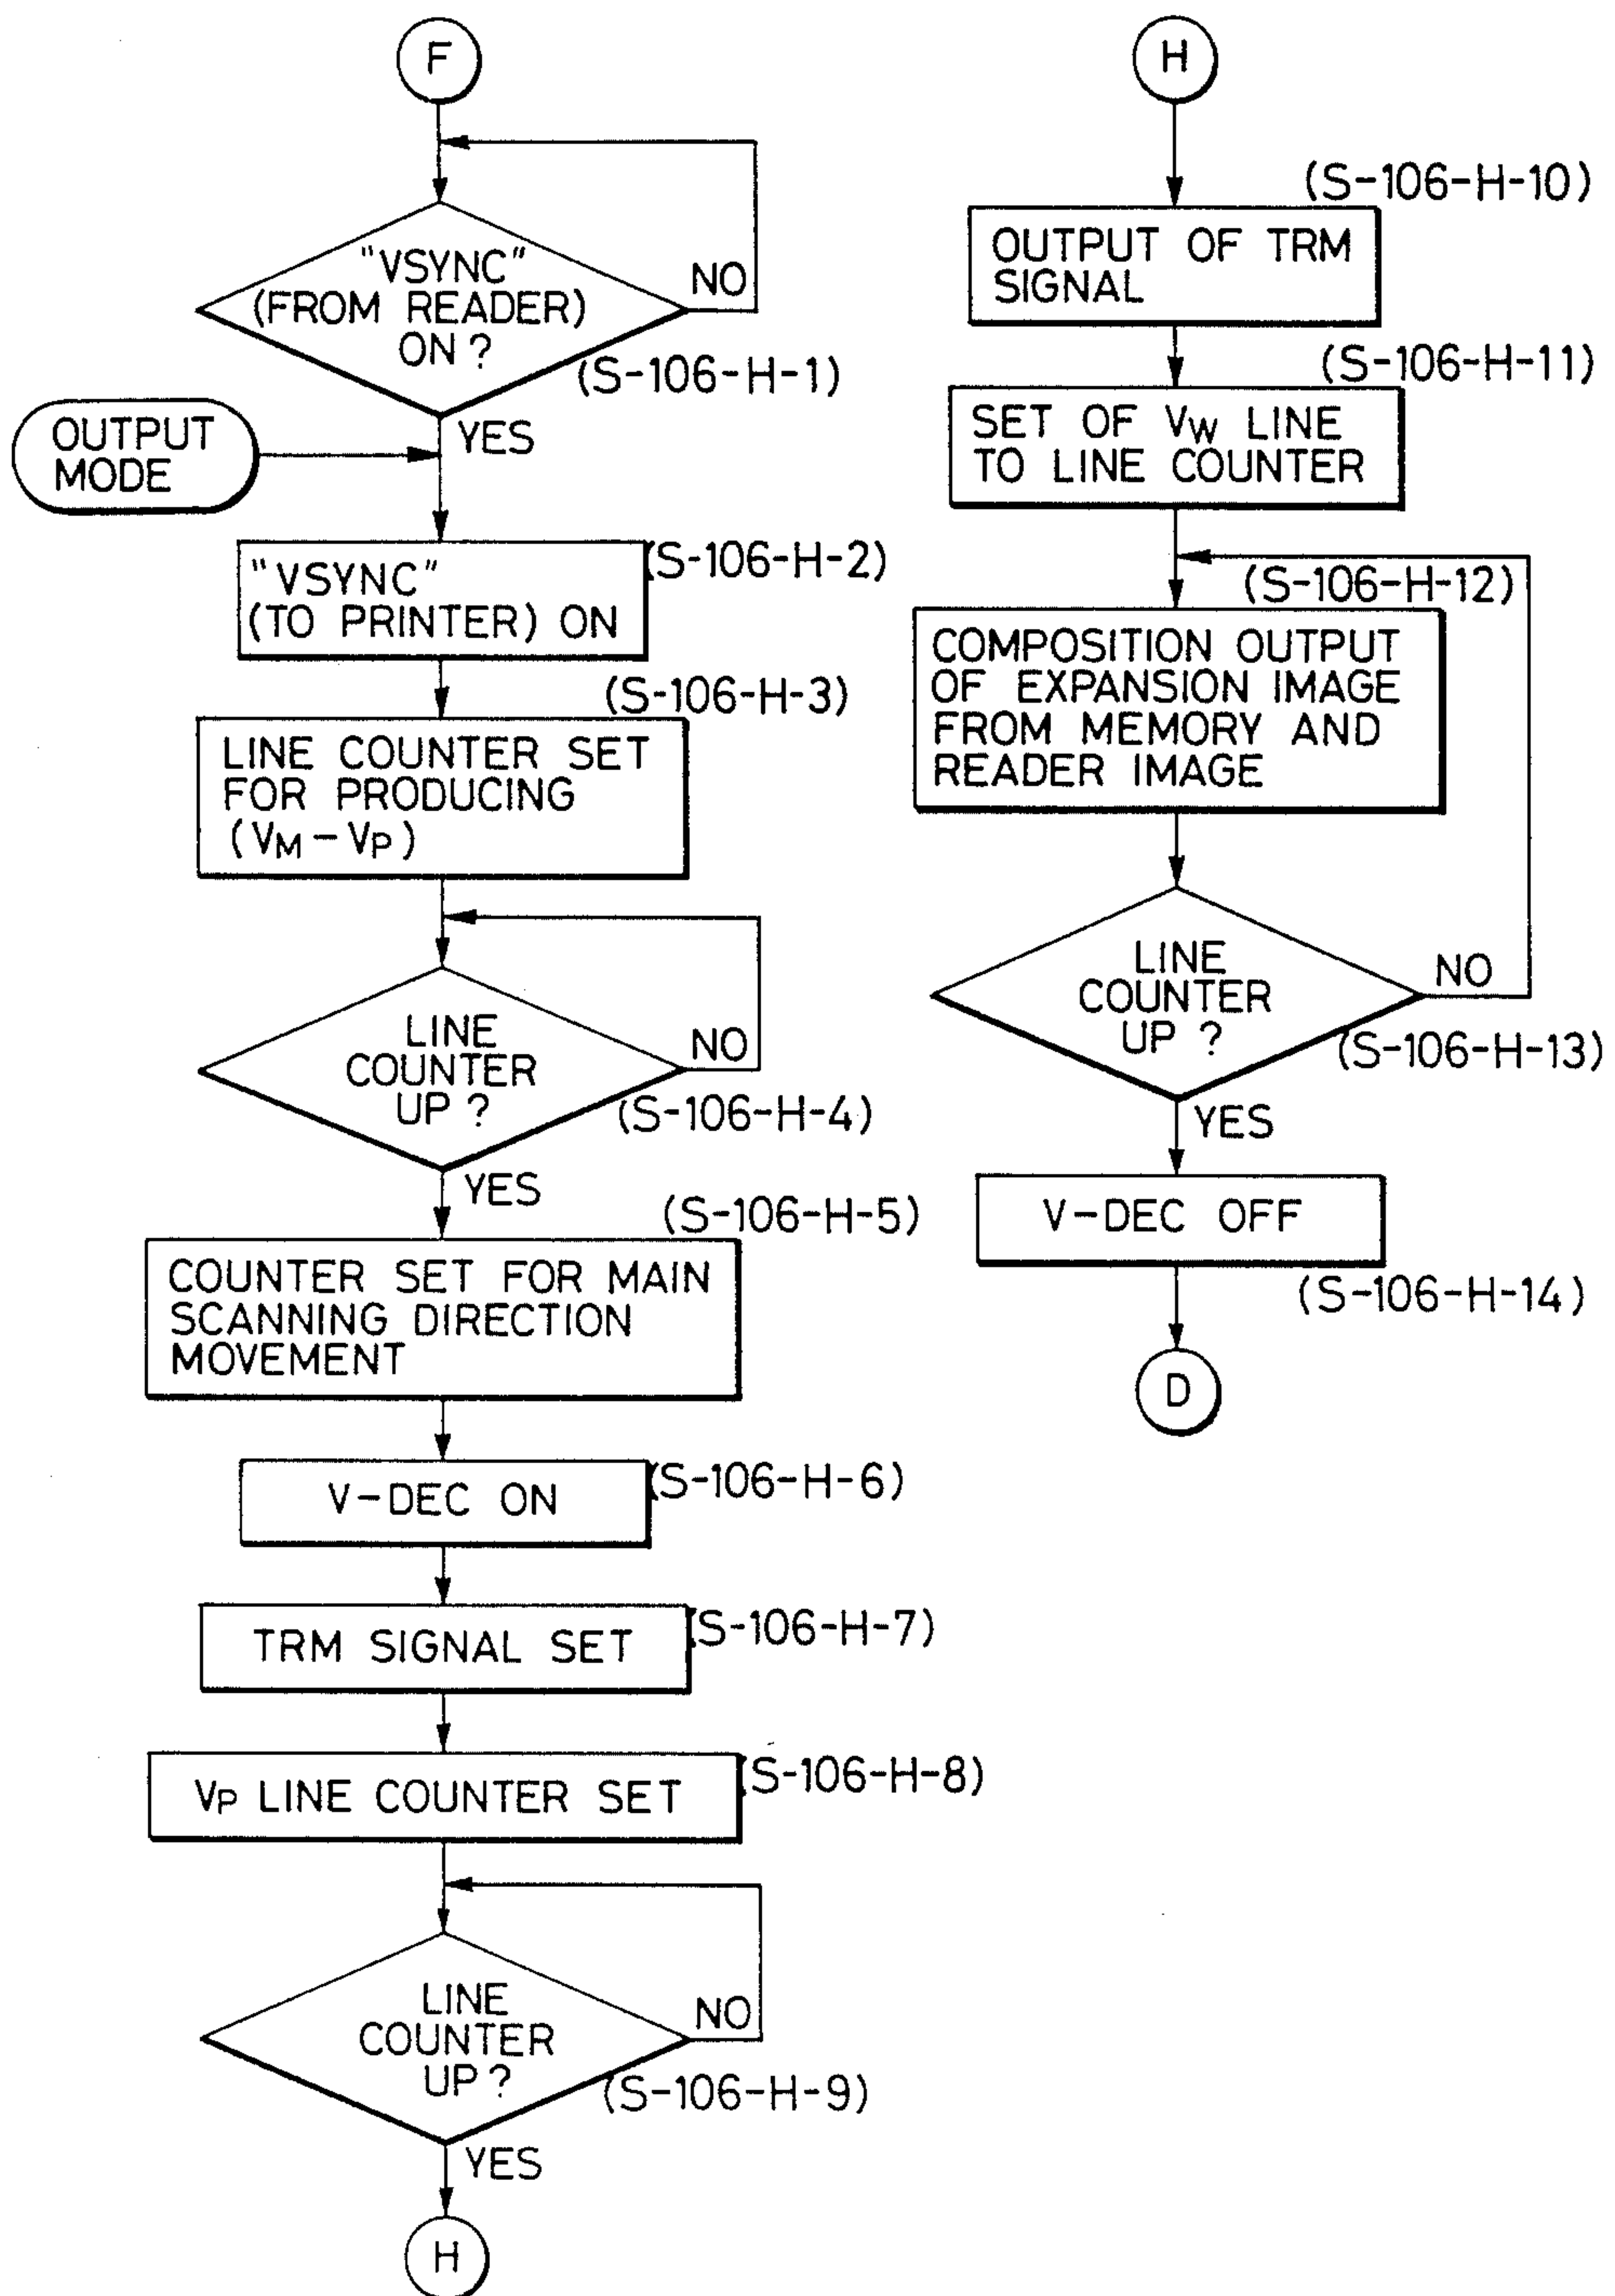 F
"VSYNC"
(FROM READER)
ON?
NO
(S-106-H-1)
YES
OUTPUT
MODE
(S-106-H-2)
"VSYNC"
(TO PRINTER) ON
(S-106-H-3)
LINE COUNTER SET
FOR PRODUCING
(VM-VP)
LINE
COUNTER
UP?
NO
(S-106-H-4)
YES
(S-106-H-5)
COUNTER SET FOR MAIN
SCANNING DIRECTION
MOVEMENT
V-DEC ON
(S-106-H-6)
TRM SIGNAL SET
(S-106-H-7)
VP LINE COUNTER SET
(S-106-H-8)
LINE
COUNTER
UP?
NO
(S-106-H-9)
YES
H
H
(S-106-H-10)
OUTPUT OF TRM
SIGNAL
(S-106-H-11)
SET OF VW LINE
TO LINE COUNTER
(S-106-H-12)
COMPOSITION OUTPUT
OF EXPANSION IMAGE
FROM MEMORY AND
READER IMAGE
LINE
COUNTER
UP?
NO
(S-106-H-13)
YES
V-DEC OFF
(S-106-H-14)
D